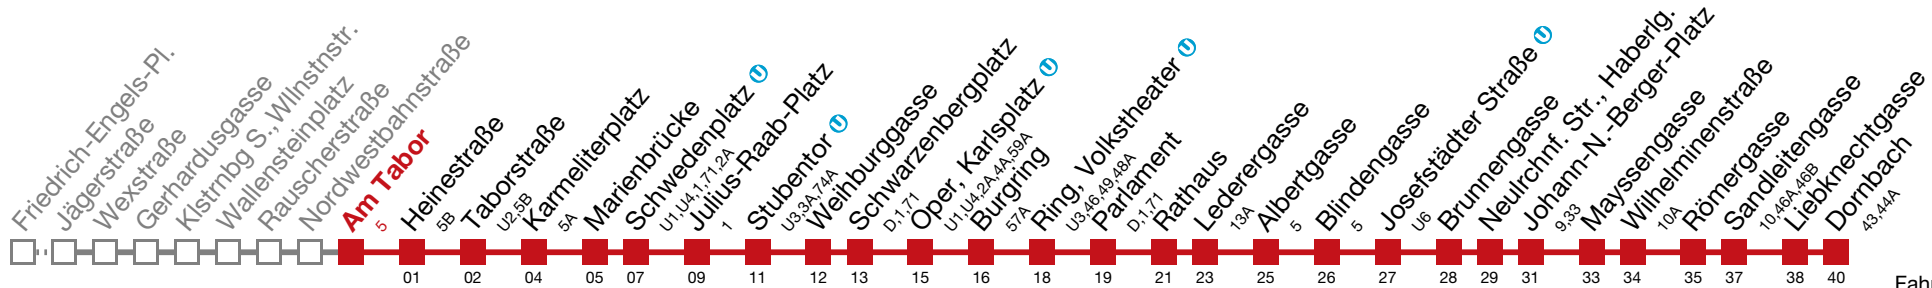 Friedrich-Engels-Pl.
Jägerstraße
Wexstraße
Gerhardusgasse
Klstrnbg S., Wllnstnstr.
Wallensteinplatz
Rauscherstraße
Nordwestbahnstraße
Am Tabor
5
Heinestraße
5B
Taborstraße
U2,5B
Karmeliterplatz
5A
Marienbrücke
Schwedenplatz U
U1,U4,1,71,2A
Julius-Raab-Platz
1
Stubentor U
U3,3A,74A
Weihburggasse
Schwarzenbergplatz
D,1,71
Oper, Karlsplatz U
U1,U4,2A,4A,59A
Burgring
57A
Ring, Volkstheater U
U3,46,49,48A
Parlament
D,1,71
Rathaus
Lederergasse
13A
Albertgasse
5
Blindengasse
5
Josefstädter Straße U
U6
Brunnengasse
Neulrchnf. Str., Haberlg.
Johann-N.-Berger-Platz
9,33
Mayssengasse
Wilhelminenstraße
10A
Römergasse
Sandleitengasse
10,46A,46B
Liebknechtgasse
Dornbach
43,44A
01 02 04 05 07 09 11 12 13 15 16 18 19 21 23 25 26 27 28 29 31 33 34 35 37 38 40
Fah